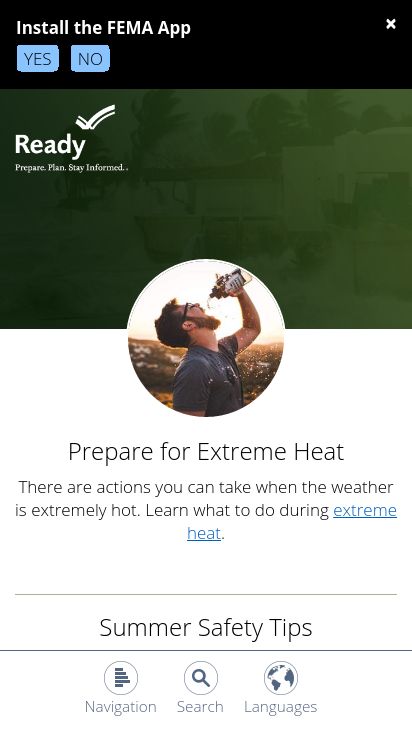 Install the FEMA App
×
YES
NO
Ready
Prepare. Plan. Stay Informed.
Prepare for Extreme Heat
There are actions you can take when the weather
is extremely hot. Learn what to do during extreme
heat.
Summer Safety Tips
Navigation
Search
Languages